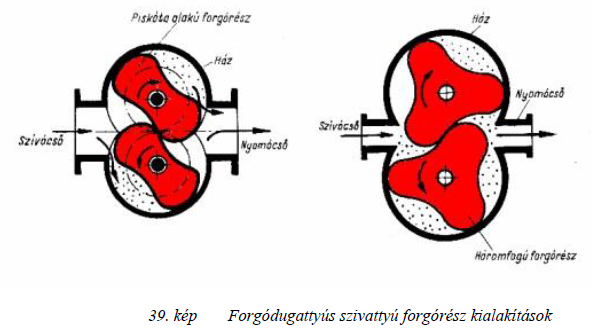 Piskóta alakú forgórész
Ház
Szívócső
Nyomócső
Ház
Nyomócső
Szívócső
Háromfogú forgórész
39. kép Forgódugattyús szivattyú forgórész kialakítások